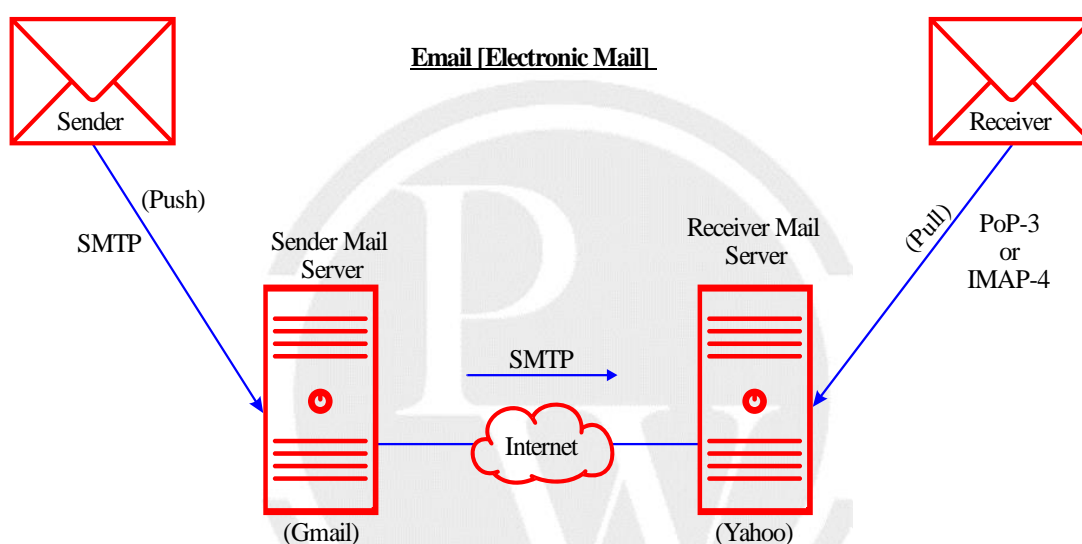 Email [Electronic Mail]
Sender
Receiver
(Push)
SMTP
Sender Mail
Server
Receiver Mail
Server
(Pull)
PoP-3
or
IMAP-4
SMTP
Internet
(Gmail)
(Yahoo)
PW